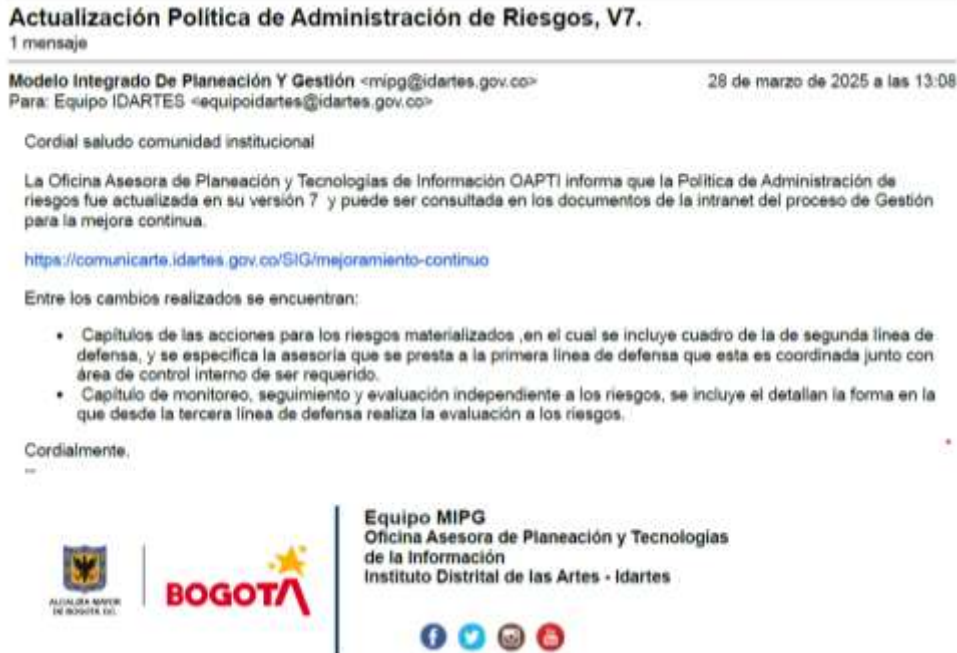 Actualización Política de Administración de Riesgos, V7.
1 mensaje
Modelo Integrado De Planeación Y Gestión <mipg@idartes.gov.co> 28 de marzo de 2025 a las 13:08
Para: Equipo IDARTES <equipoidartes@idartes.gov.co>
Cordial saludo comunidad institucional
La Oficina Asesora de Planeación y Tecnologías de Información OAPTI informa que la Política de Administración de
riesgos fue actualizada en su versión 7 y puede ser consultada en los documentos de la intranet del proceso de Gestión
para la mejora continua.
https://comunicarte.idartes.gov.co/SIG/mejoramiento-continuo
Entre los cambios realizados se encuentran:
• Capítulos de las acciones para los riesgos materializados ,en el cual se incluye cuadro de la de segunda línea de
defensa, y se especifica la asesoría que se presta a la primera línea de defensa que esta es coordinada junto con
área de control interno de ser requerido.
• Capítulo de monitoreo, seguimiento y evaluación independiente a los riesgos, se incluye el detallan la forma en la
que desde la tercera línea de defensa realiza la evaluación a los riesgos.
Cordialmente,
--
Equipo MIPG
Oficina Asesora de Planeación y Tecnologías
de la Información
Instituto Distrital de las Artes - Idartes
ALCALDÍA MAYOR
DE BOGOTÁ D.C.
BOGOTÁ